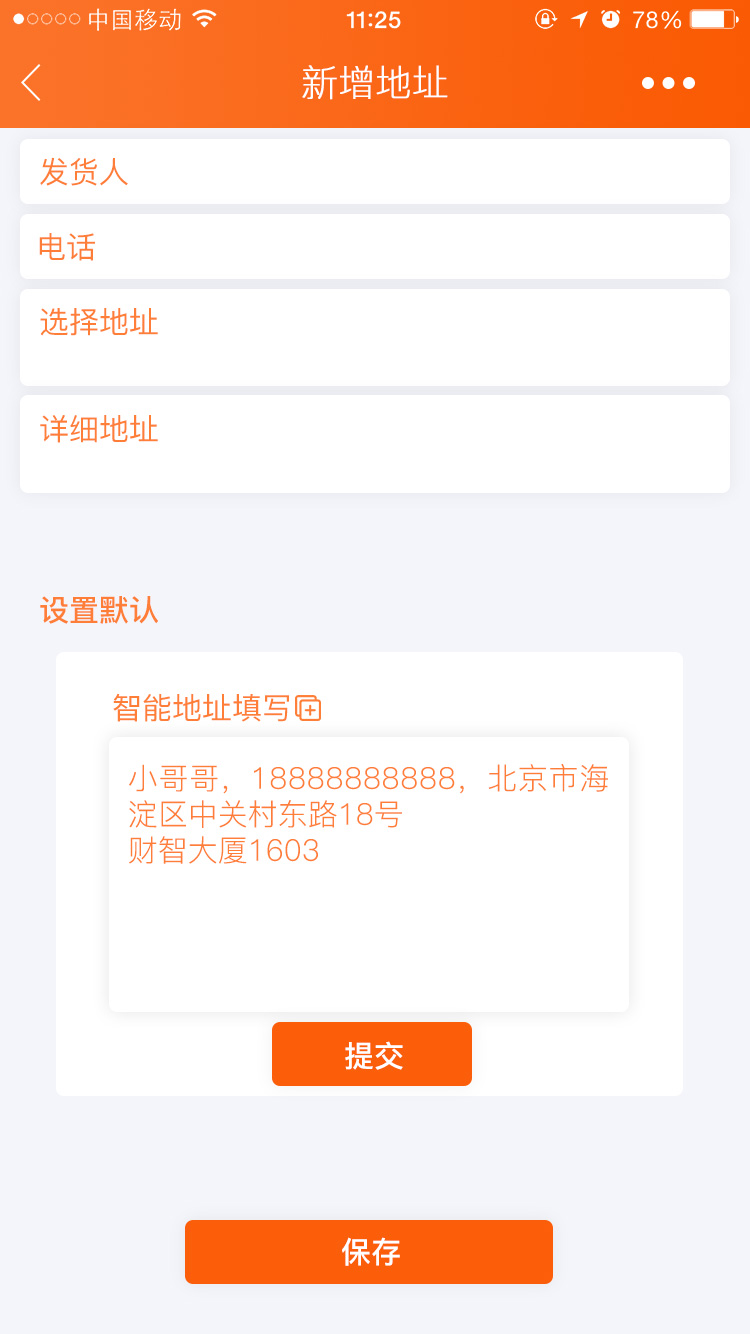 中国移动 11:25 78%
新增地址
发货人
电话
选择地址
详细地址
设置默认
智能地址填写
小哥哥，18888888888，北京市海
淀区中关村东路18号
财智大厦1603
提交
保存